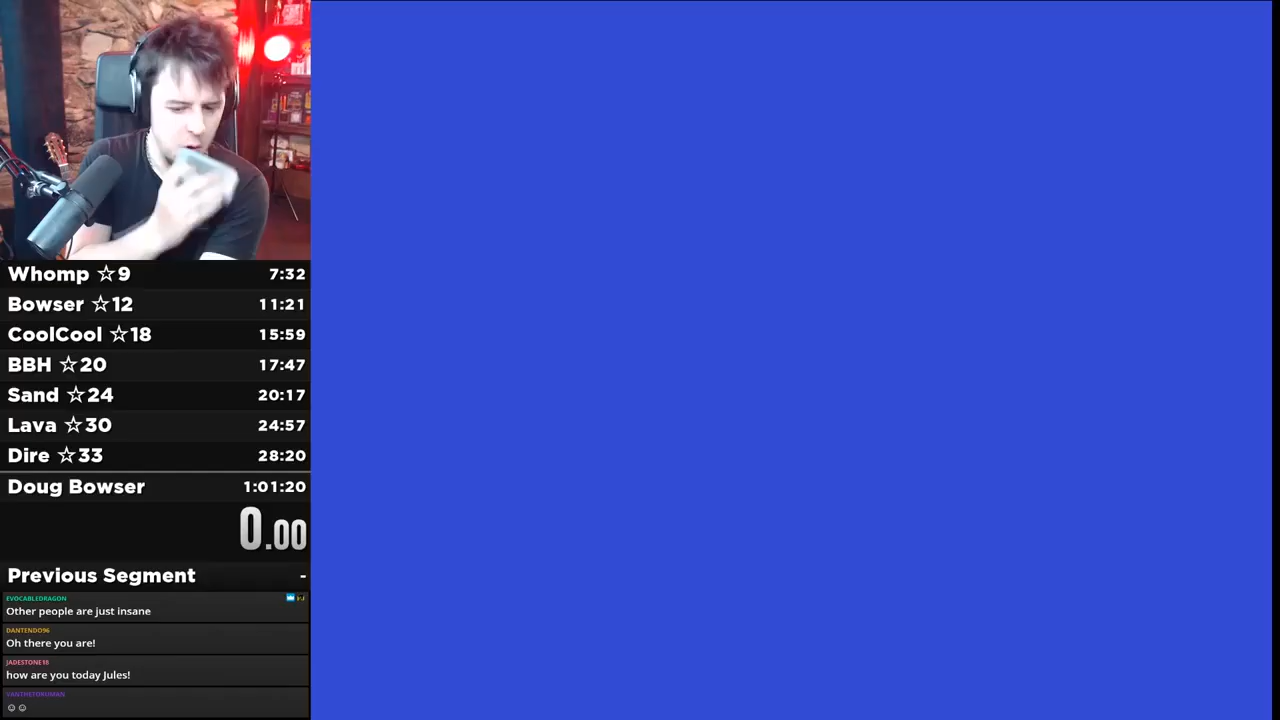 Whomp ☆9 7:32
Bowser ☆12 11:21
CoolCool ☆18 15:59
BBH ☆20 17:47
Sand ☆24 20:17
Lava ☆30 24:57
Dire ☆33 28:20
Doug Bowser 1:01:20
0.00
Previous Segment -
EVOCABLEDRAGON
Other people are just insane
DANTENDO96
Oh there you are!
JADESTONE18
how are you today Jules!
VANTHETORUMAN
☺☺